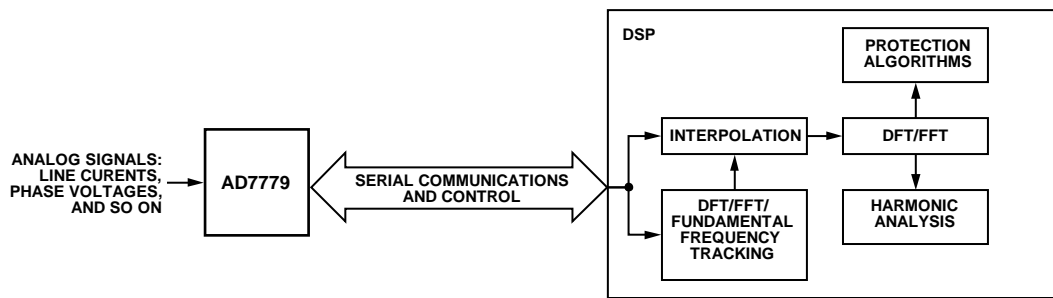 DSP
PROTECTION
ALGORITHMS
INTERPOLATION
DFT/FFT
ANALOG SIGNALS:
LINE CURENTS,
PHASE VOLTAGES,
AND SO ON
AD7779
SERIAL COMMUNICATIONS
AND CONTROL
DFT/FFT/
FUNDAMENTAL
FREQUENCY
TRACKING
HARMONIC
ANALYSIS